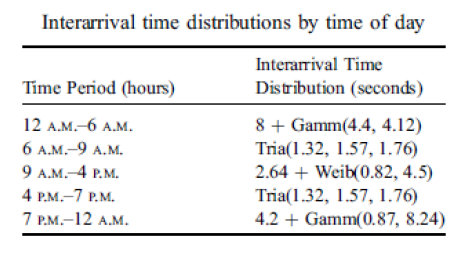 Interarrival time distributions by time of day
Interarrival Time
Time Period (hours) Distribution (seconds)
12 A.M.–6 A.M. 8 + Gamm(4.4, 4.12)
6 A.M.–9 A.M. Tria(1.32, 1.57, 1.76)
9 A.M.–4 P.M. 2.64 + Weib(0.82, 4.5)
4 P.M.–7 P.M. Tria(1.32, 1.57, 1.76)
7 P.M.–12 A.M. 4.2 + Gamm(0.87, 8.24)